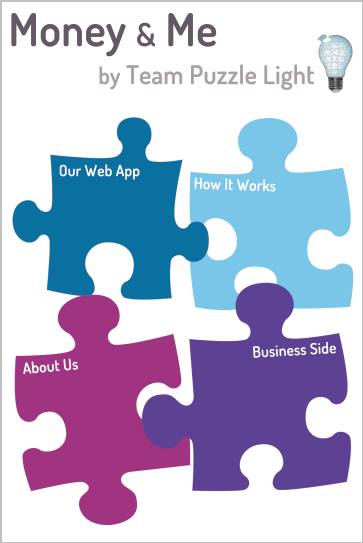 Money & Me
by Team Puzzle Light
Our Web App
How It Works
About Us
Business Side